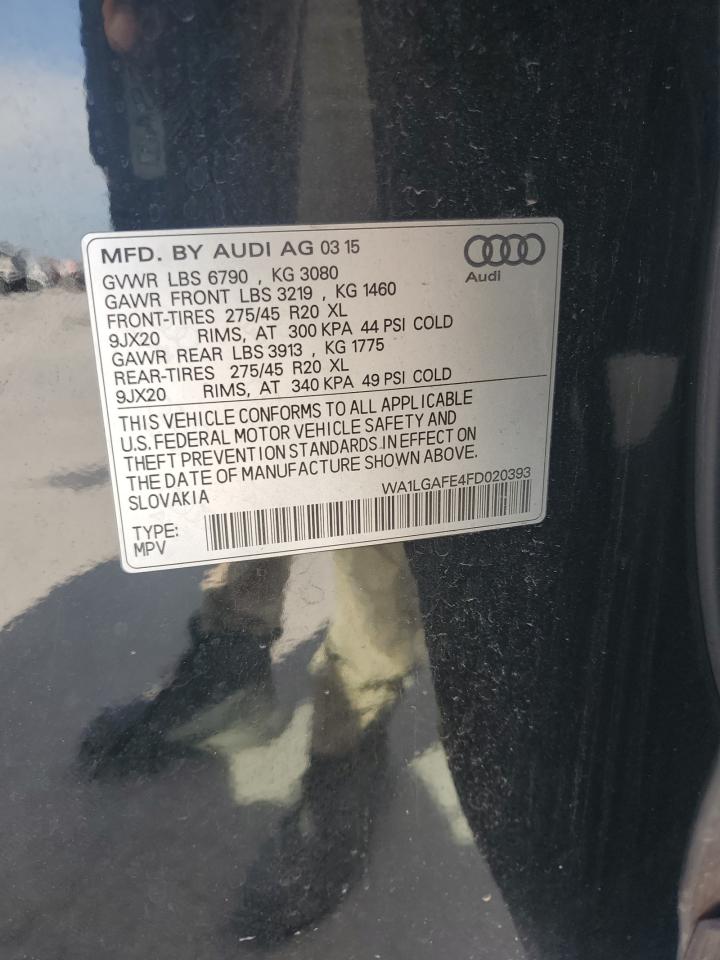 MFD. BY AUDI AG 03 15
Audi
GVWR LBS 6790 , KG 3080
GAWR FRONT LBS 3219 , KG 1460
FRONT-TIRES 275/45 R20 XL
9JX20 RIMS, AT 300 KPA 44 PSI COLD
GAWR REAR LBS 3913 , KG 1775
REAR-TIRES 275/45 R20 XL
9JX20 RIMS, AT 340 KPA 49 PSI COLD
THIS VEHICLE CONFORMS TO ALL APPLICABLE
U.S. FEDERAL MOTOR VEHICLE SAFETY AND
THEFT PREVENTION STANDARDS IN EFFECT ON
THE DATE OF MANUFACTURE SHOWN ABOVE.
SLOVAKIA WA1LGAFE4FD020393
TYPE:
MPV